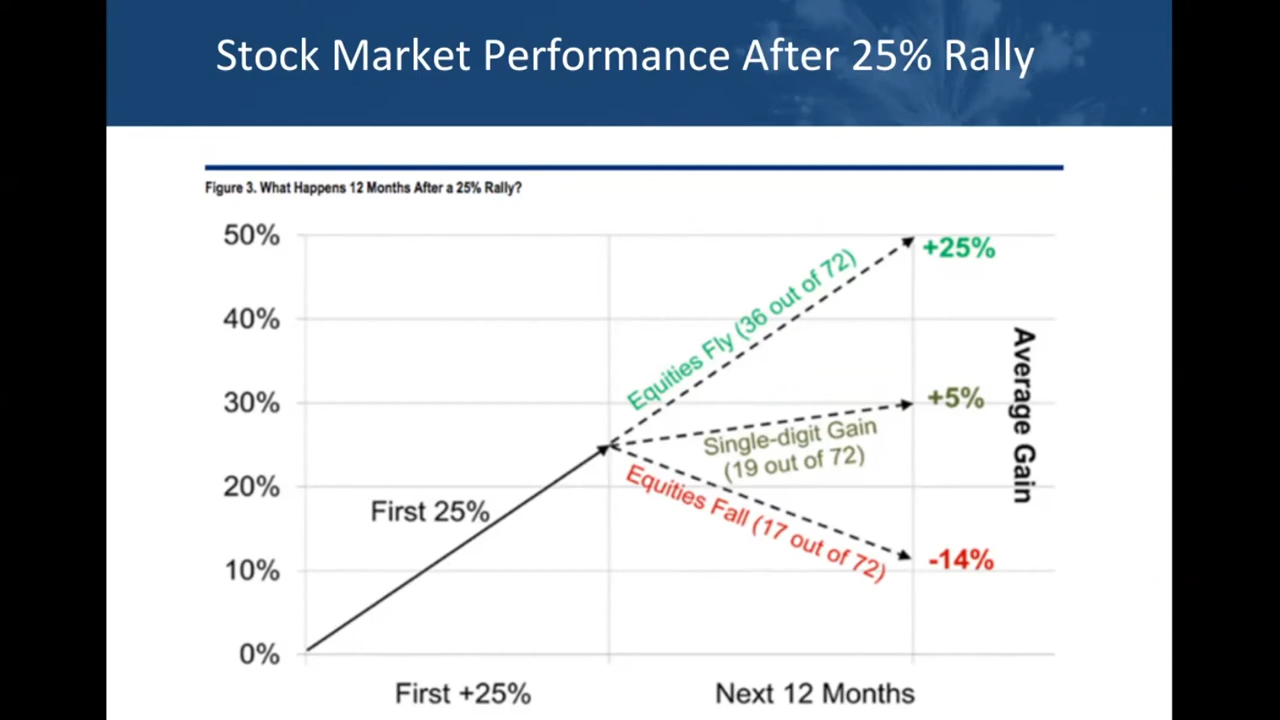 Stock Market Performance After 25% Rally
Figure 3. What Happens 12 Months After a 25% Rally?
50%
40%
30%
20%
10%
0%
First 25%
Equities Fly (36 out of 72)
Single-digit Gain
(19 out of 72)
Equities Fall (17 out of 72)
+25%
+5%
-14%
Average Gain
First +25%
Next 12 Months